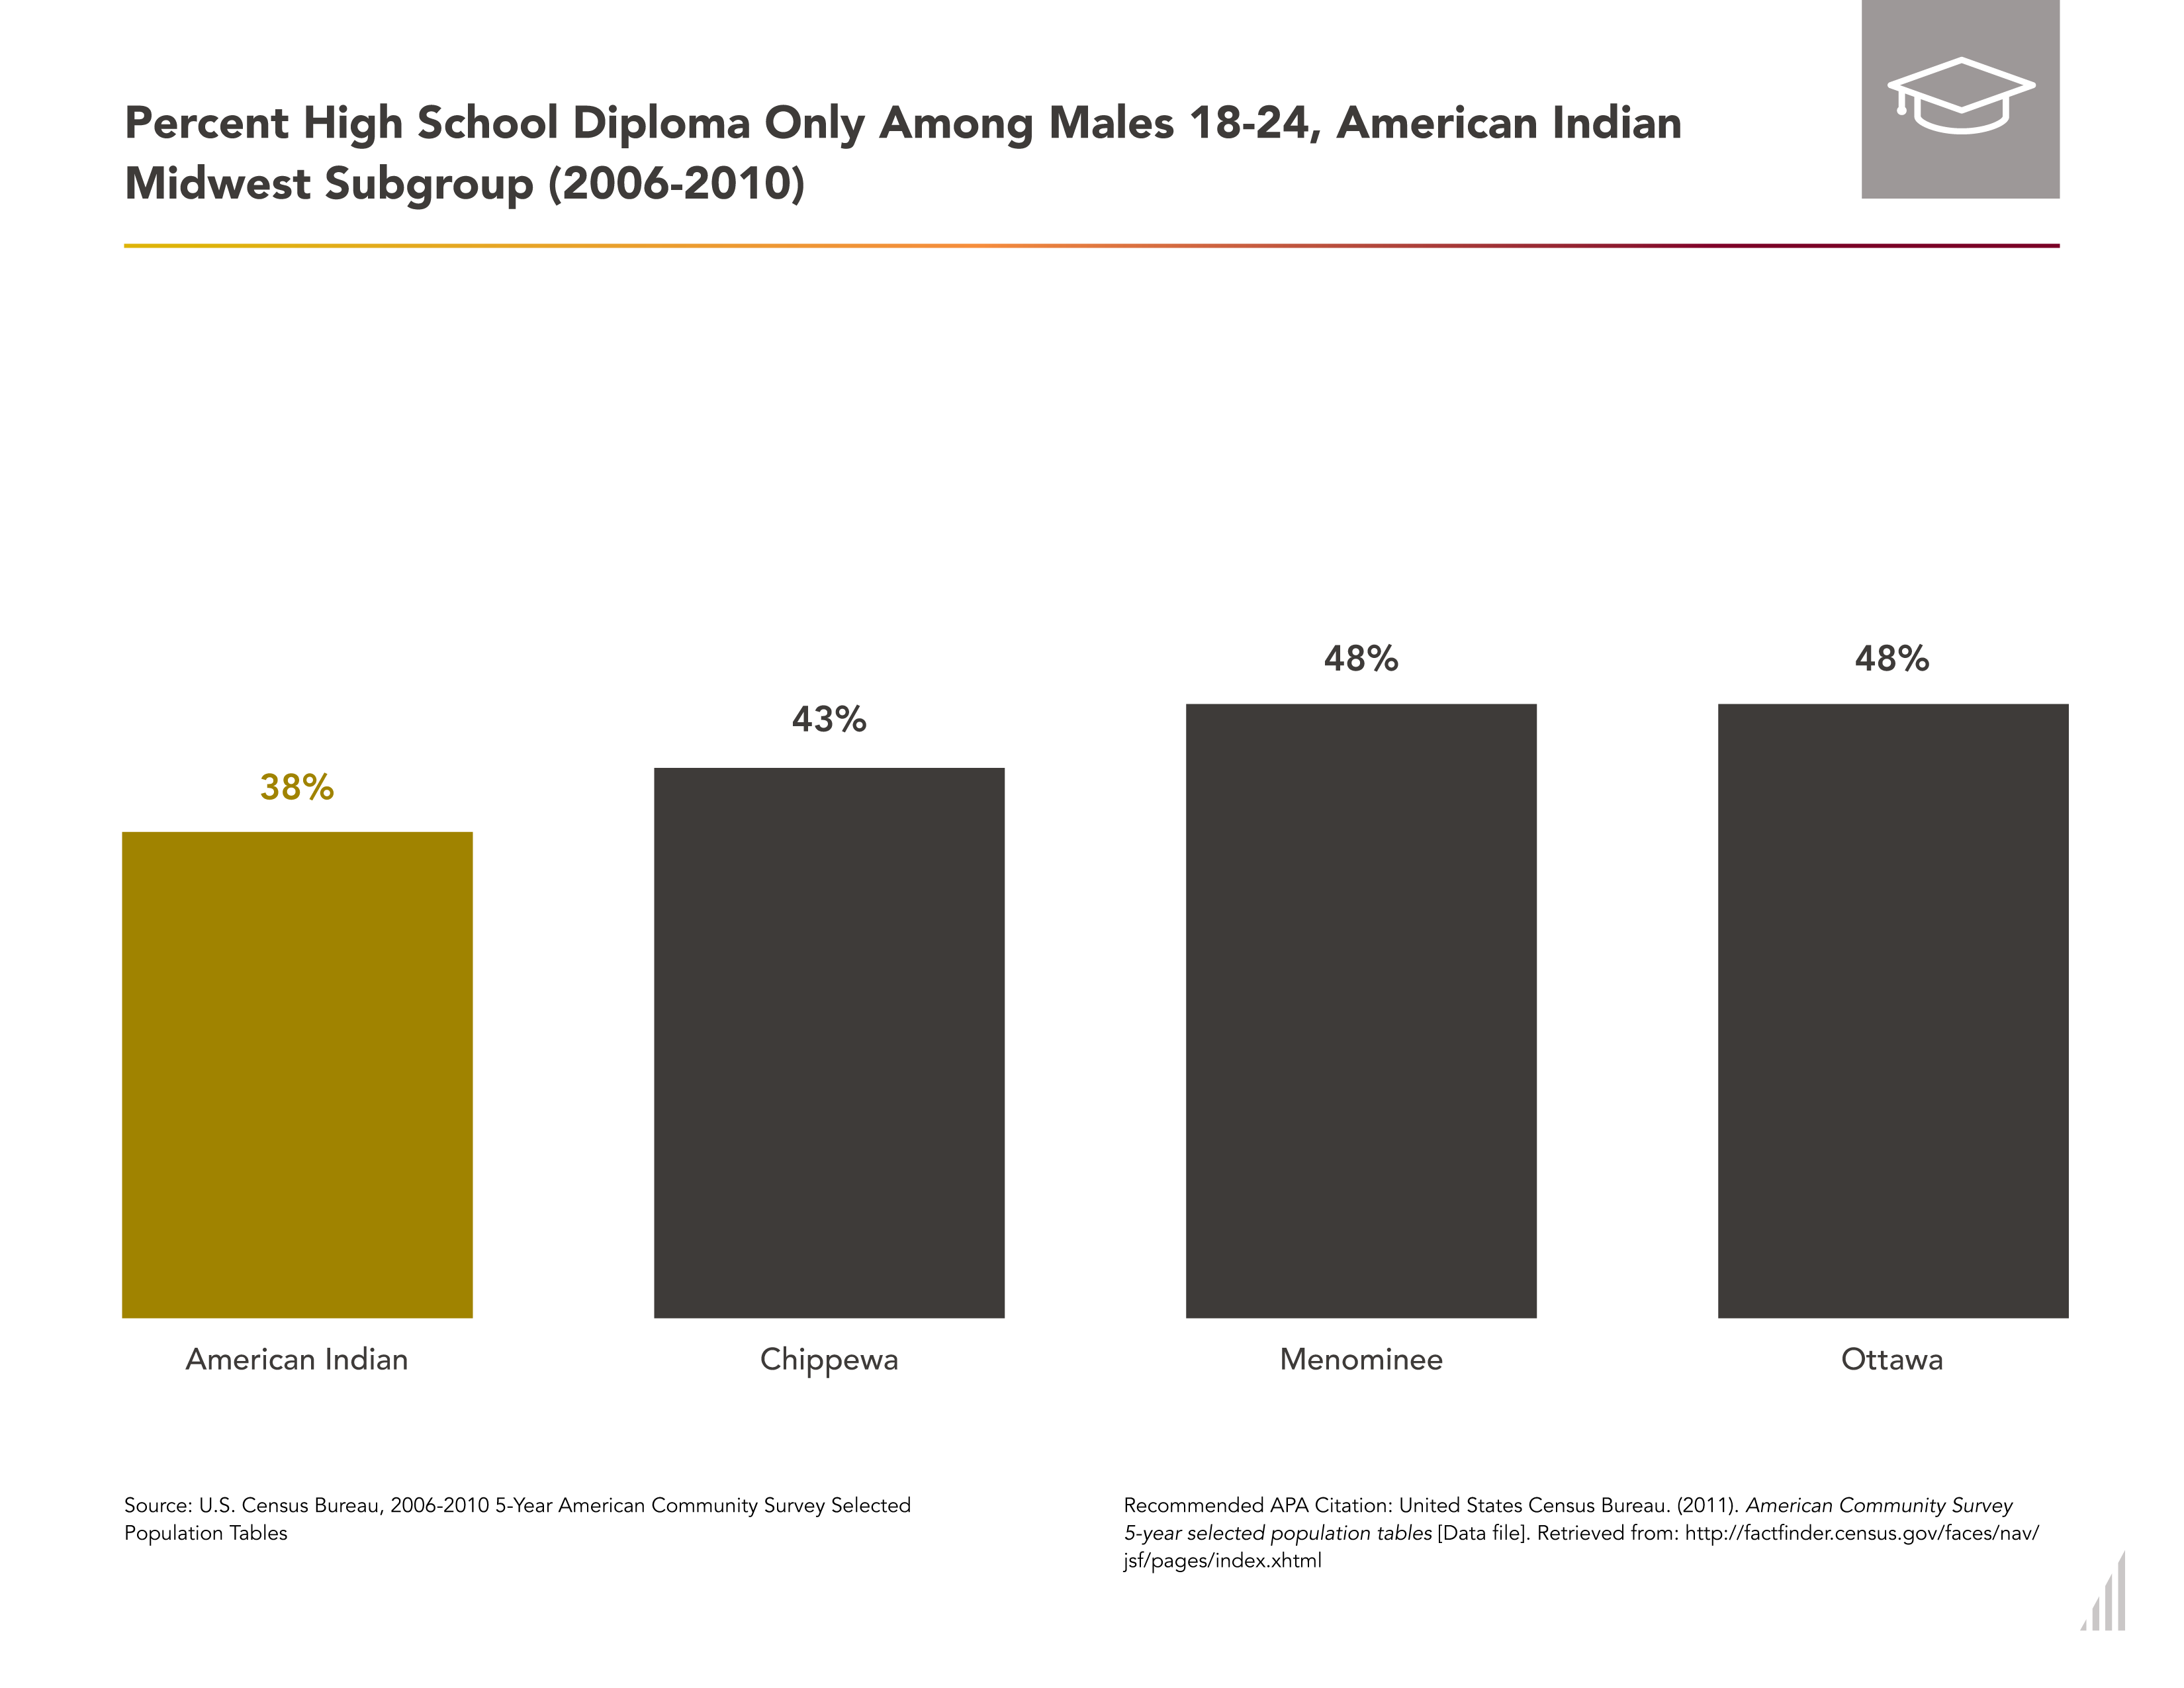 Percent High School Diploma Only Among Males 18-24, American Indian
Midwest Subgroup (2006-2010)
38%
43%
48%
48%
American Indian
Chippewa
Menominee
Ottawa
Source: U.S. Census Bureau, 2006-2010 5-Year American Community Survey Selected
Population Tables
Recommended APA Citation: United States Census Bureau. (2011). American Community Survey
5-year selected population tables [Data file]. Retrieved from: http://factfinder.census.gov/faces/nav/
jsf/pages/index.xhtml